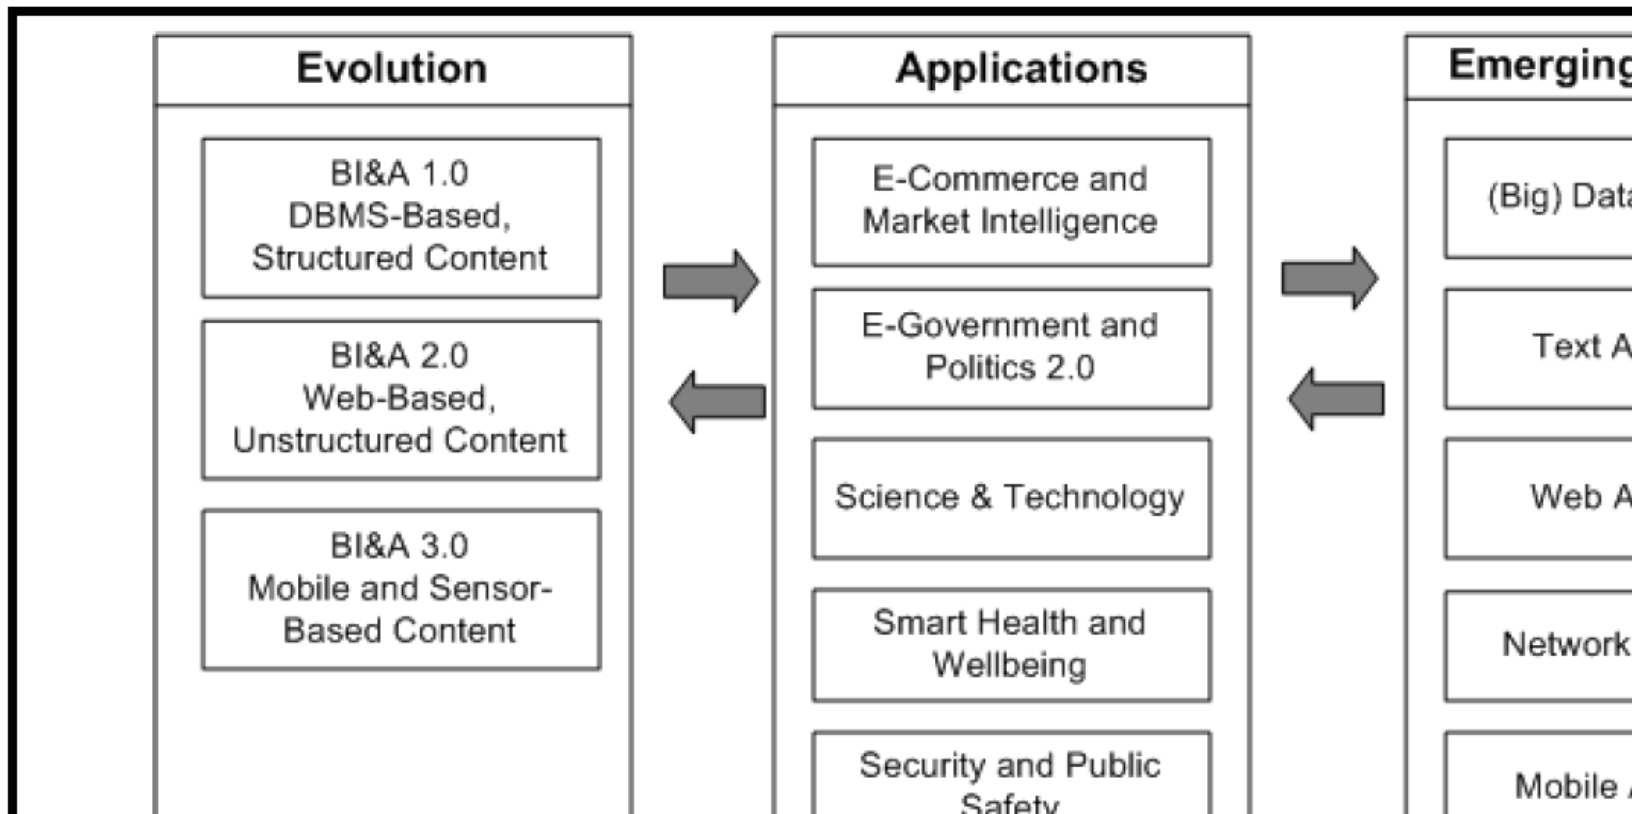 Evolution
BI&A 1.0
DBMS-Based,
Structured Content
BI&A 2.0
Web-Based,
Unstructured Content
BI&A 3.0
Mobile and Sensor-
Based Content
Applications
E-Commerce and
Market Intelligence
E-Government and
Politics 2.0
Science & Technology
Smart Health and
Wellbeing
Security and Public
Safety
Emerging
(Big) Data
Text A
Web A
Network
Mobile